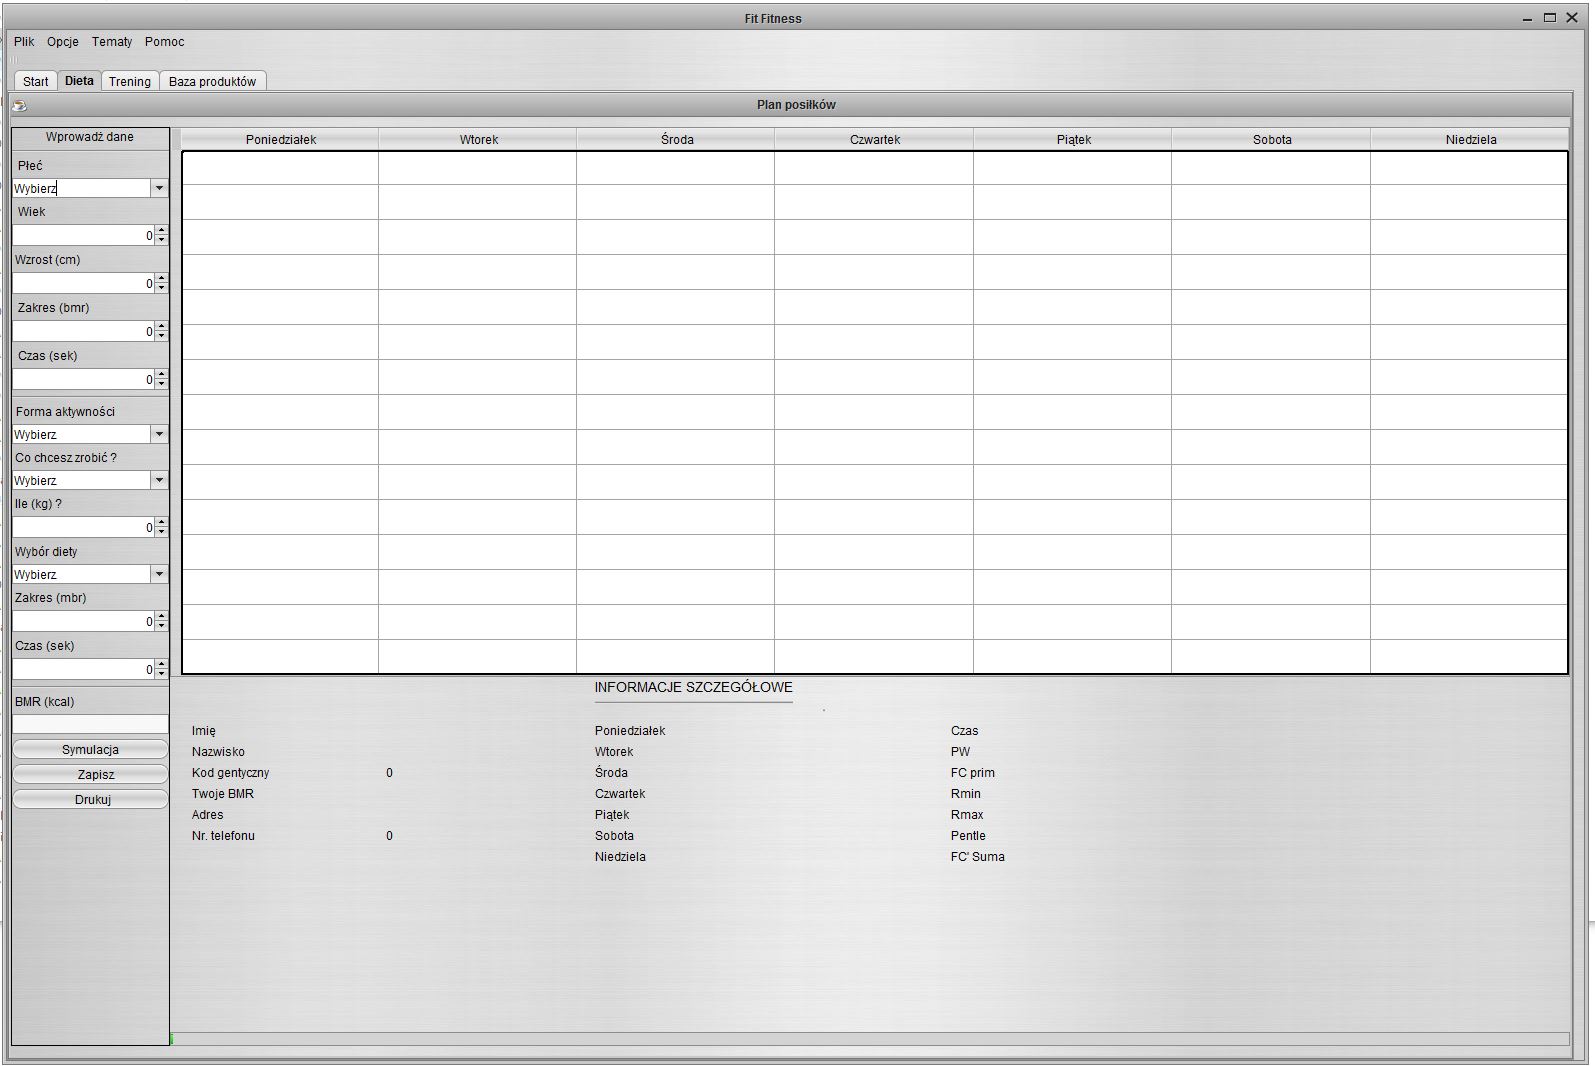 Fit Fitness
Plik Opcje Tematy Pomoc
Start Dieta Trening Baza produktów
Plan posiłków
Wprowadź dane
Płeć
Wybierz
Wiek
0
Wzrost (cm)
0
Zakres (bmr)
0
Czas (sek)
0
Forma aktywności
Wybierz
Co chcesz zrobić ?
Wybierz
Ile (kg) ?
0
Wybór diety
Wybierz
Zakres (mbr)
0
Czas (sek)
0
BMR (kcal)
Symulacja
Zapisz
Drukuj
Poniedziałek Wtorek Środa Czwartek Piątek Sobota Niedziela
INFORMACJE SZCZEGÓŁOWE
Imię
Nazwisko
Kod gentyczny 0
Twoje BMR
Adres
Nr. telefonu 0
Poniedziałek
Wtorek
Środa
Czwartek
Piątek
Sobota
Niedziela
Czas
PW
FC prim
Rmin
Rmax
Pentle
FC' Suma